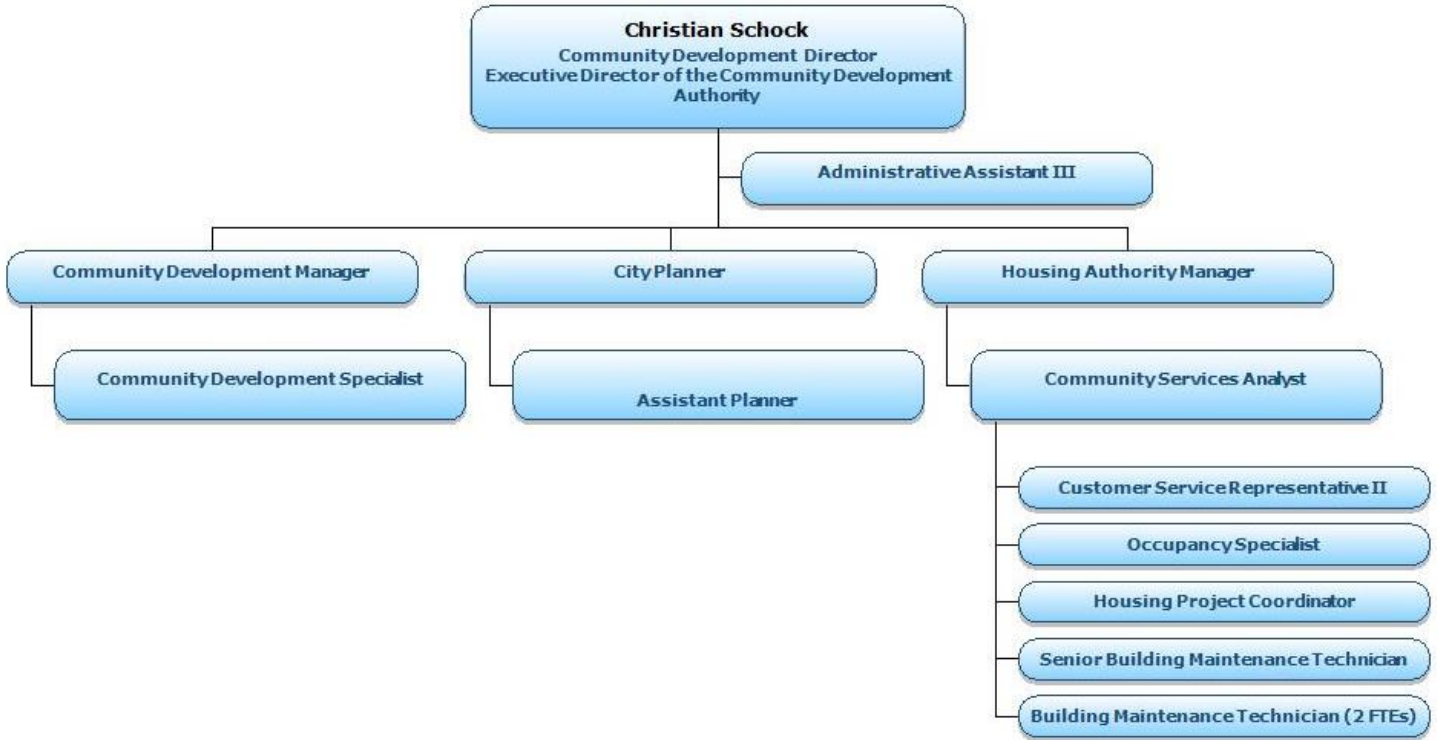 Christian Schock
Community Development Director
Executive Director of the Community Development
Authority
Administrative Assistant III
Community Development Manager
City Planner
Housing Authority Manager
Community Development Specialist
Assistant Planner
Community Services Analyst
Customer Service Representative II
Occupancy Specialist
Housing Project Coordinator
Senior Building Maintenance Technician
Building Maintenance Technician (2 FTEs)